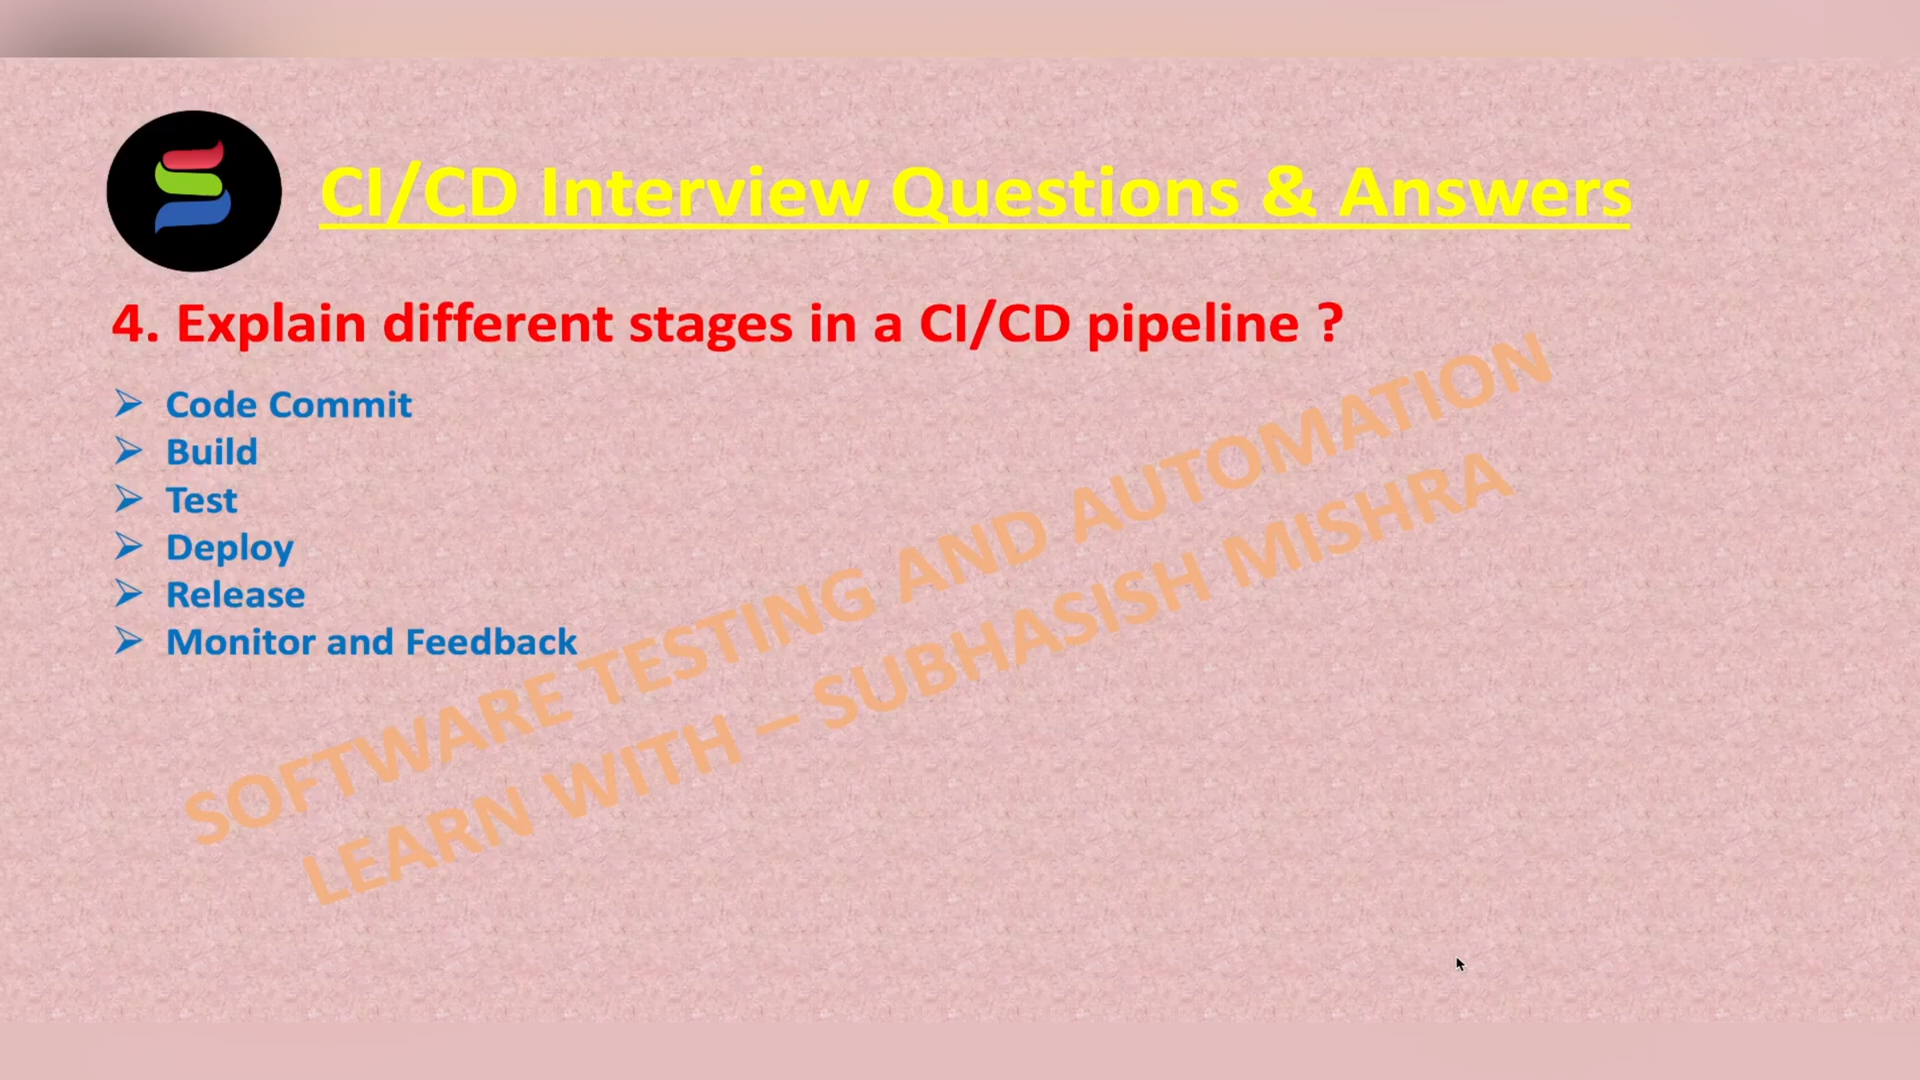 CI/CD Interview Questions & Answers
4. Explain different stages in a CI/CD pipeline ?
Code Commit
Build
Test
Deploy
Release
Monitor and Feedback
SOFTWARE TESTING AND AUTOMATION
LEARN WITH – SUBHASISH MISHRA